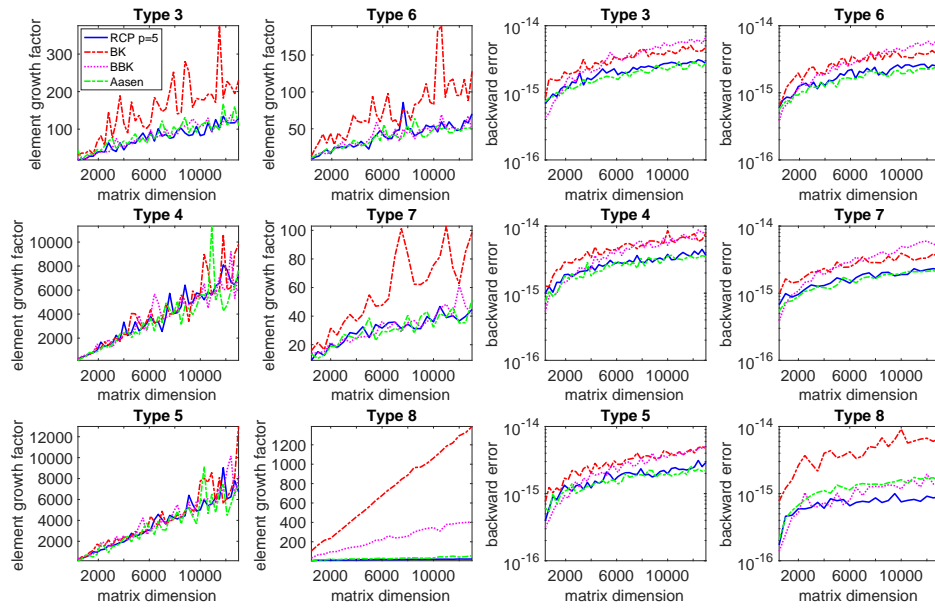 Type 3
element growth factor
300
200
100
RCP p=5
BK
BBK
Aasen
2000 6000 10000
matrix dimension
Type 6
element growth factor
150
100
50
2000 6000 10000
matrix dimension
Type 3
backward error
10-14
10-15
10-16
2000 6000 10000
matrix dimension
Type 6
backward error
10-14
10-15
10-16
2000 6000 10000
matrix dimension
Type 4
element growth factor
10000
8000
6000
4000
2000
2000 6000 10000
matrix dimension
Type 7
element growth factor
100
80
60
40
20
2000 6000 10000
matrix dimension
Type 4
backward error
10-14
10-15
10-16
2000 6000 10000
matrix dimension
Type 7
backward error
10-14
10-15
10-16
2000 6000 10000
matrix dimension
Type 5
element growth factor
12000
10000
8000
6000
4000
2000
2000 6000 10000
matrix dimension
Type 8
element growth factor
1200
1000
800
600
400
200
2000 6000 10000
matrix dimension
Type 5
backward error
10-14
10-15
10-16
2000 6000 10000
matrix dimension
Type 8
backward error
10-14
10-15
10-16
2000 6000 10000
matrix dimension